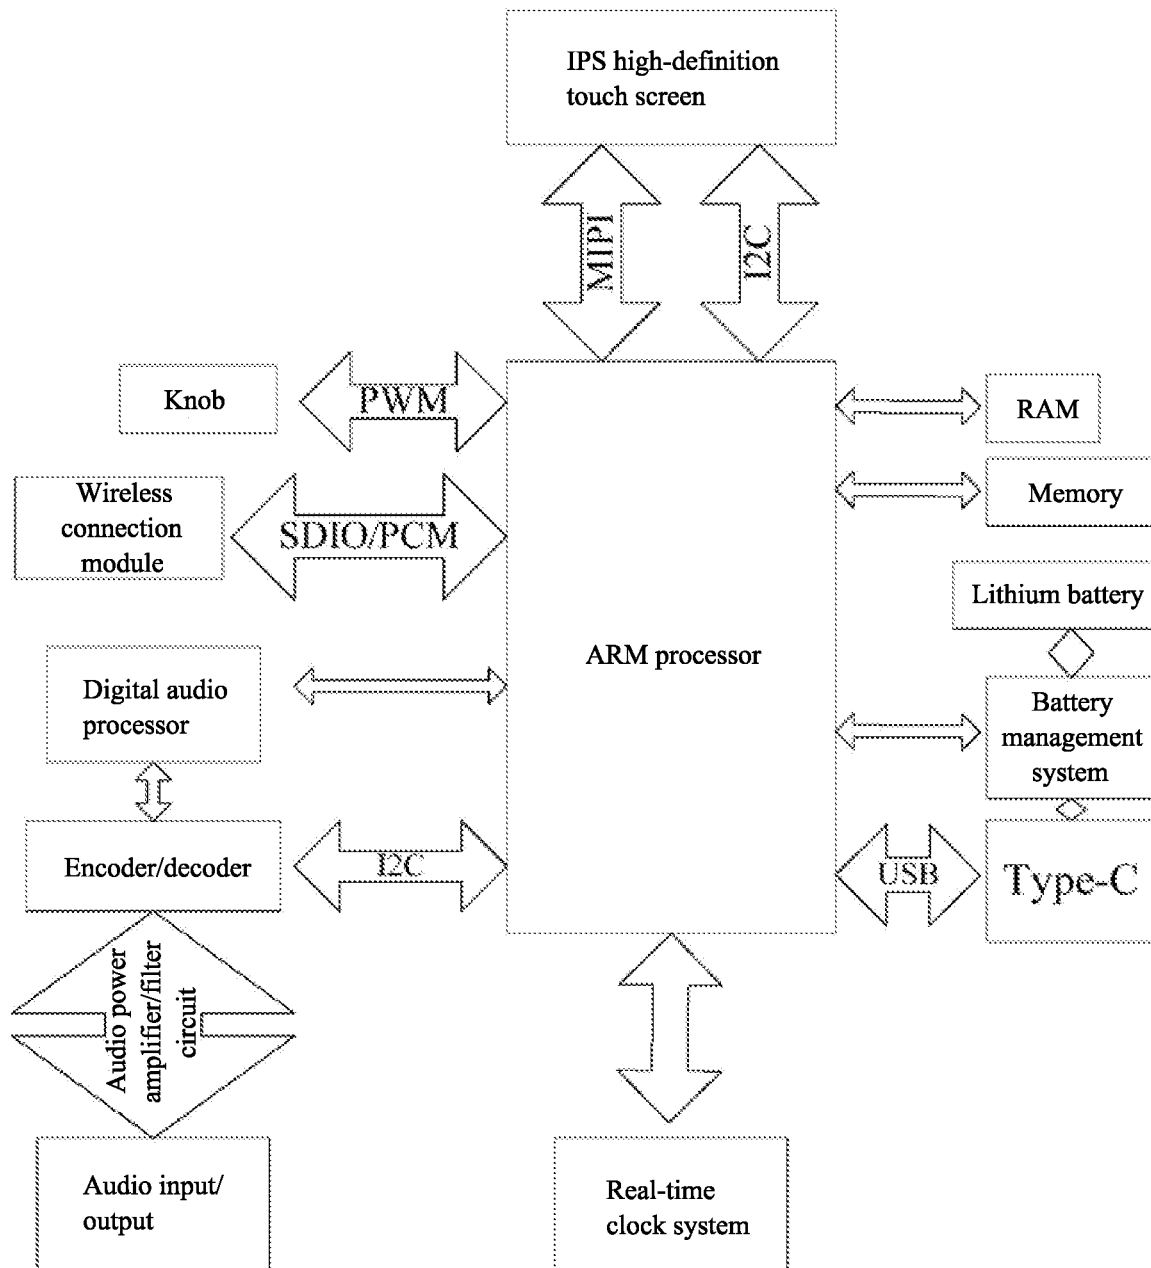 IPS high-definition
touch screen
MIPI
I2C
Knob
PWM
RAM
Wireless
connection
module
SDIO/PCM
Memory
Lithium battery
ARM processor
Digital audio
processor
Battery
management
system
Encoder/decoder
I2C
USB
Type-C
Audio power
amplifier/filter
circuit
Audio input/
output
Real-time
clock system